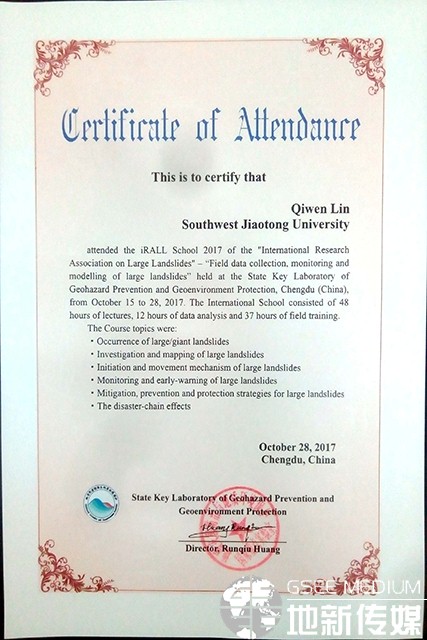 Certificate of Attendance
This is to certify that
Qiwen Lin
Southwest Jiaotong University
attended the iRALL School 2017 of the "International Research
Association on Large Landslides" – “Field data collection, monitoring and
modelling of large landslides” held at the State Key Laboratory of
Geohazard Prevention and Geoenvironment Protection, Chengdu (China),
from October 15 to 28, 2017. The International School consisted of 48
hours of lectures, 12 hours of data analysis and 37 hours of field training.
The Course topics were:
· Occurrence of large/giant landslides
· Investigation and mapping of large landslides
· Initiation and movement mechanism of large landslides
· Monitoring and early-warning of large landslides
· Mitigation, prevention and protection strategies for large landslides
· The disaster-chain effects
October 28, 2017
Chengdu, China
State Key Laboratory of Geohazard Prevention and
Geoenvironment Protection
Director, Runqiu Huang
GSEE MEDIUM
地新传媒